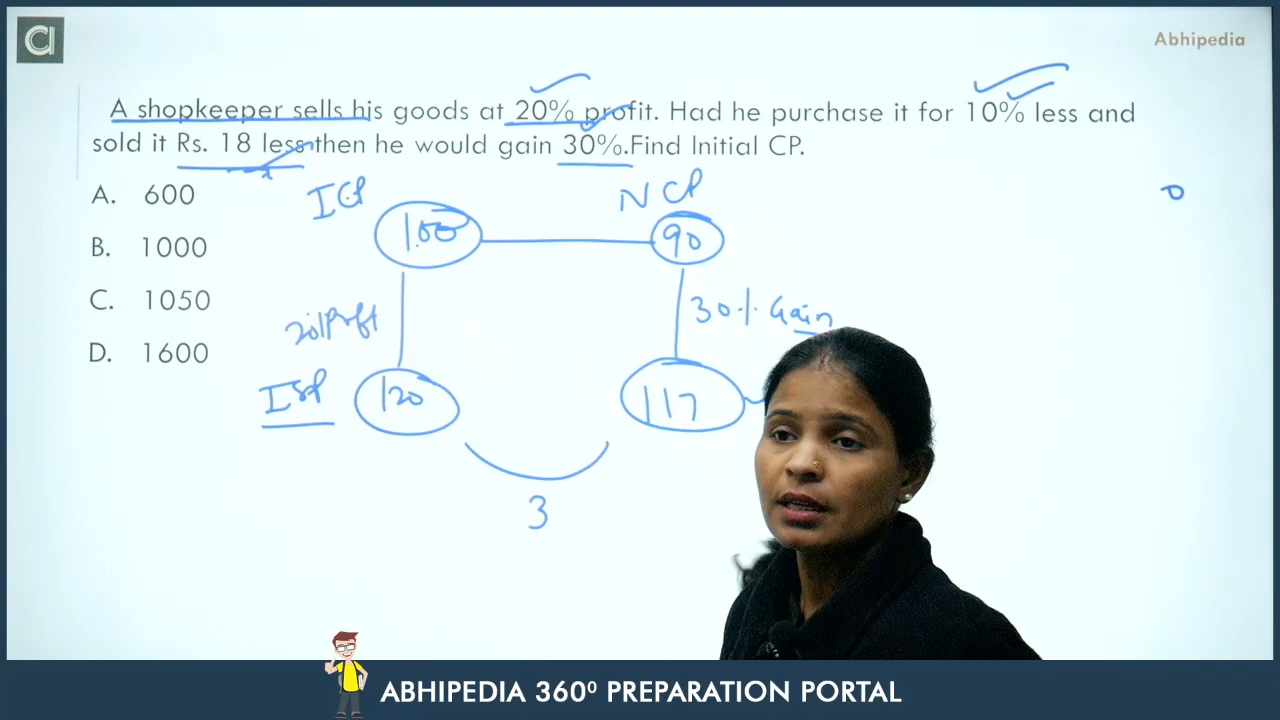 Abhipedia
A shopkeeper sells his goods at 20% profit. Had he purchase it for 10% less and
sold it Rs. 18 less then he would gain 30%.Find Initial CP.
A. 600
B. 1000
C. 1050
D. 1600
ICP
100
NCP
90
20% Profit
30% Gain
ISP
120
117
3
ABHIPEDIA 360⁰ PREPARATION PORTAL